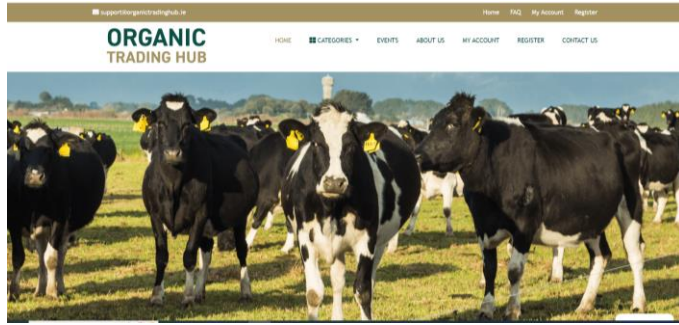 support@organictradinghub.ie Home FAQ My Account Register
ORGANIC
TRADING HUB
HOME CATEGORIES EVENTS ABOUT US MY ACCOUNT REGISTER CONTACT US